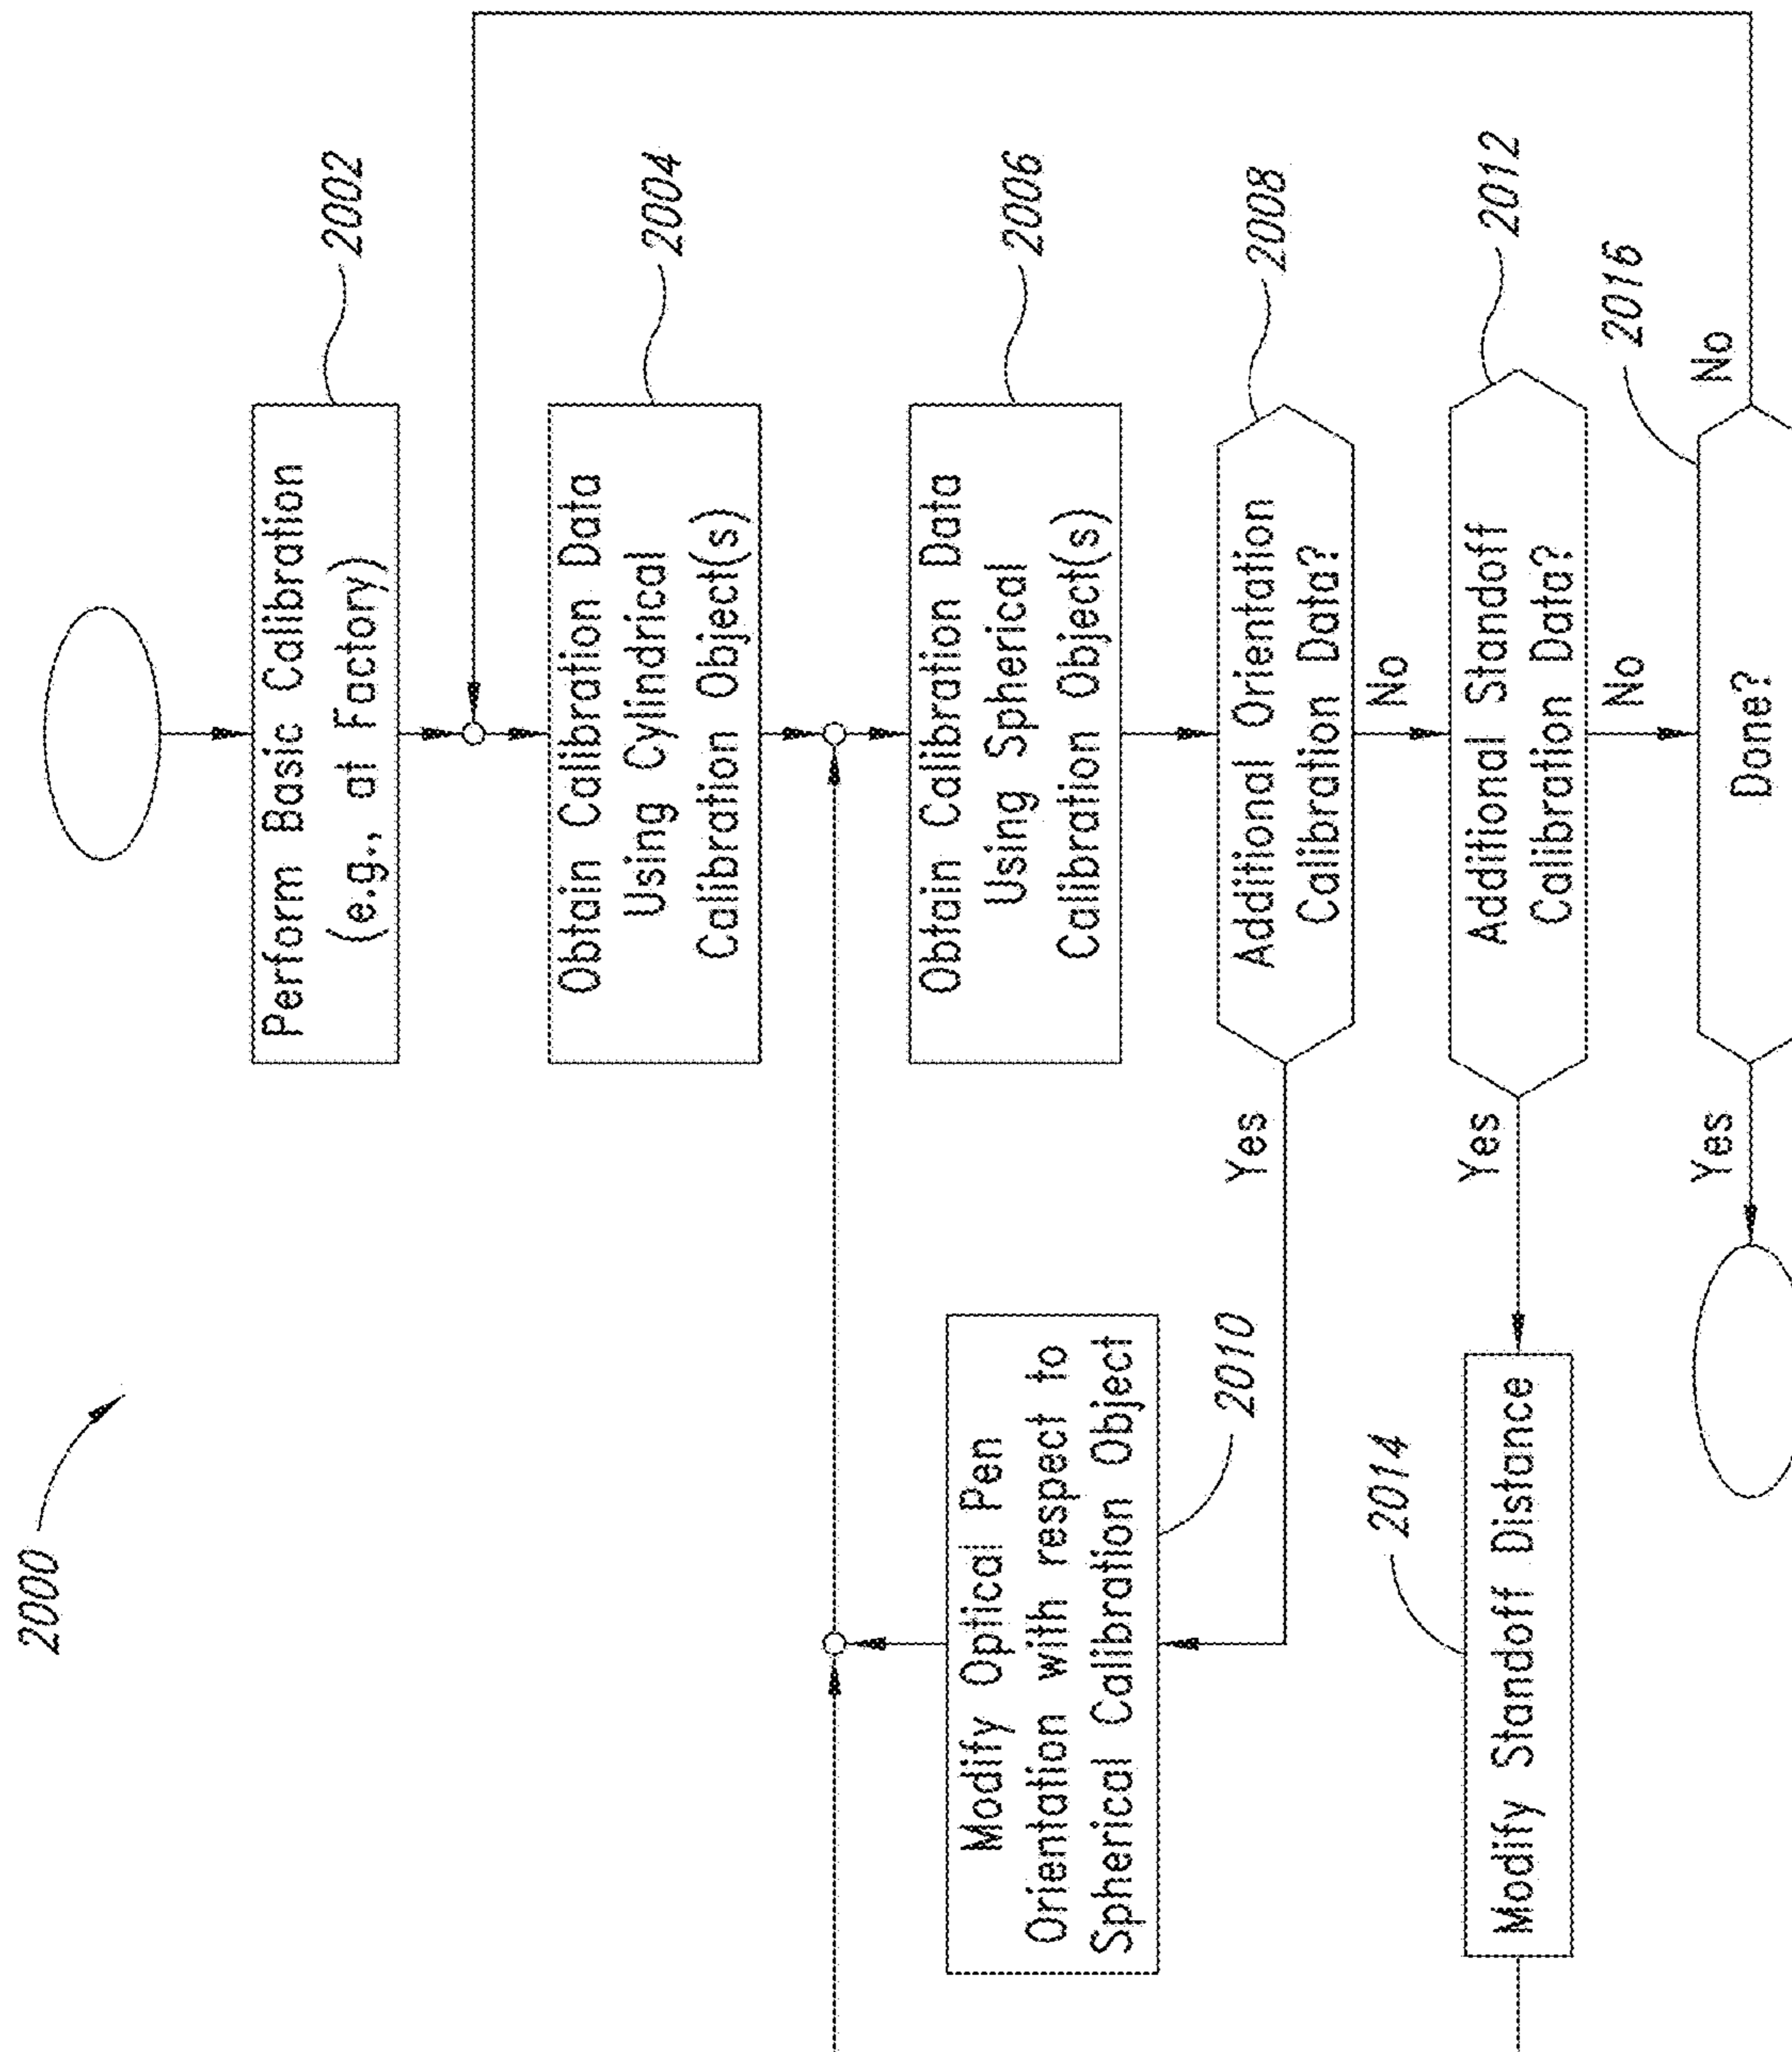 2000
Perform Basic Calibration
(e.g., at Factory)
2002
Obtain Calibration Data
Using Cylindrical
Calibration Object(s)
2004
Obtain Calibration Data
Using Spherical
Calibration Object(s)
2006
Additional Orientation
Calibration Data?
2008
Yes
No
Modify Optical Pen
Orientation with respect to
Spherical Calibration Object
2010
Additional Standoff
Calibration Data?
2012
Yes
No
Modify Standoff Distance
2014
Done?
2016
Yes
No